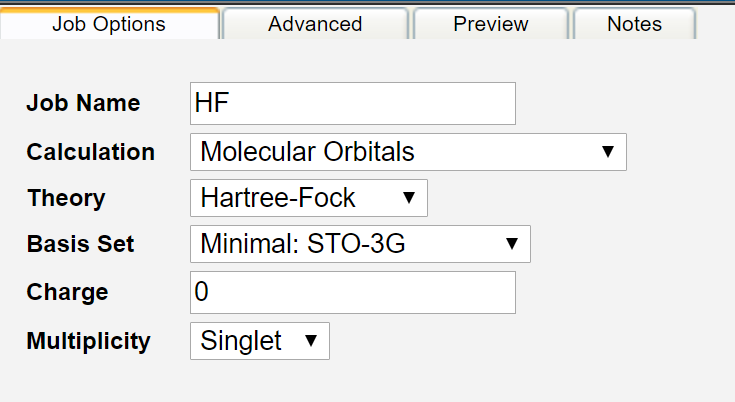 Job Options Advanced Preview Notes
Job Name HF
Calculation Molecular Orbitals
Theory Hartree-Fock
Basis Set Minimal: STO-3G
Charge 0
Multiplicity Singlet